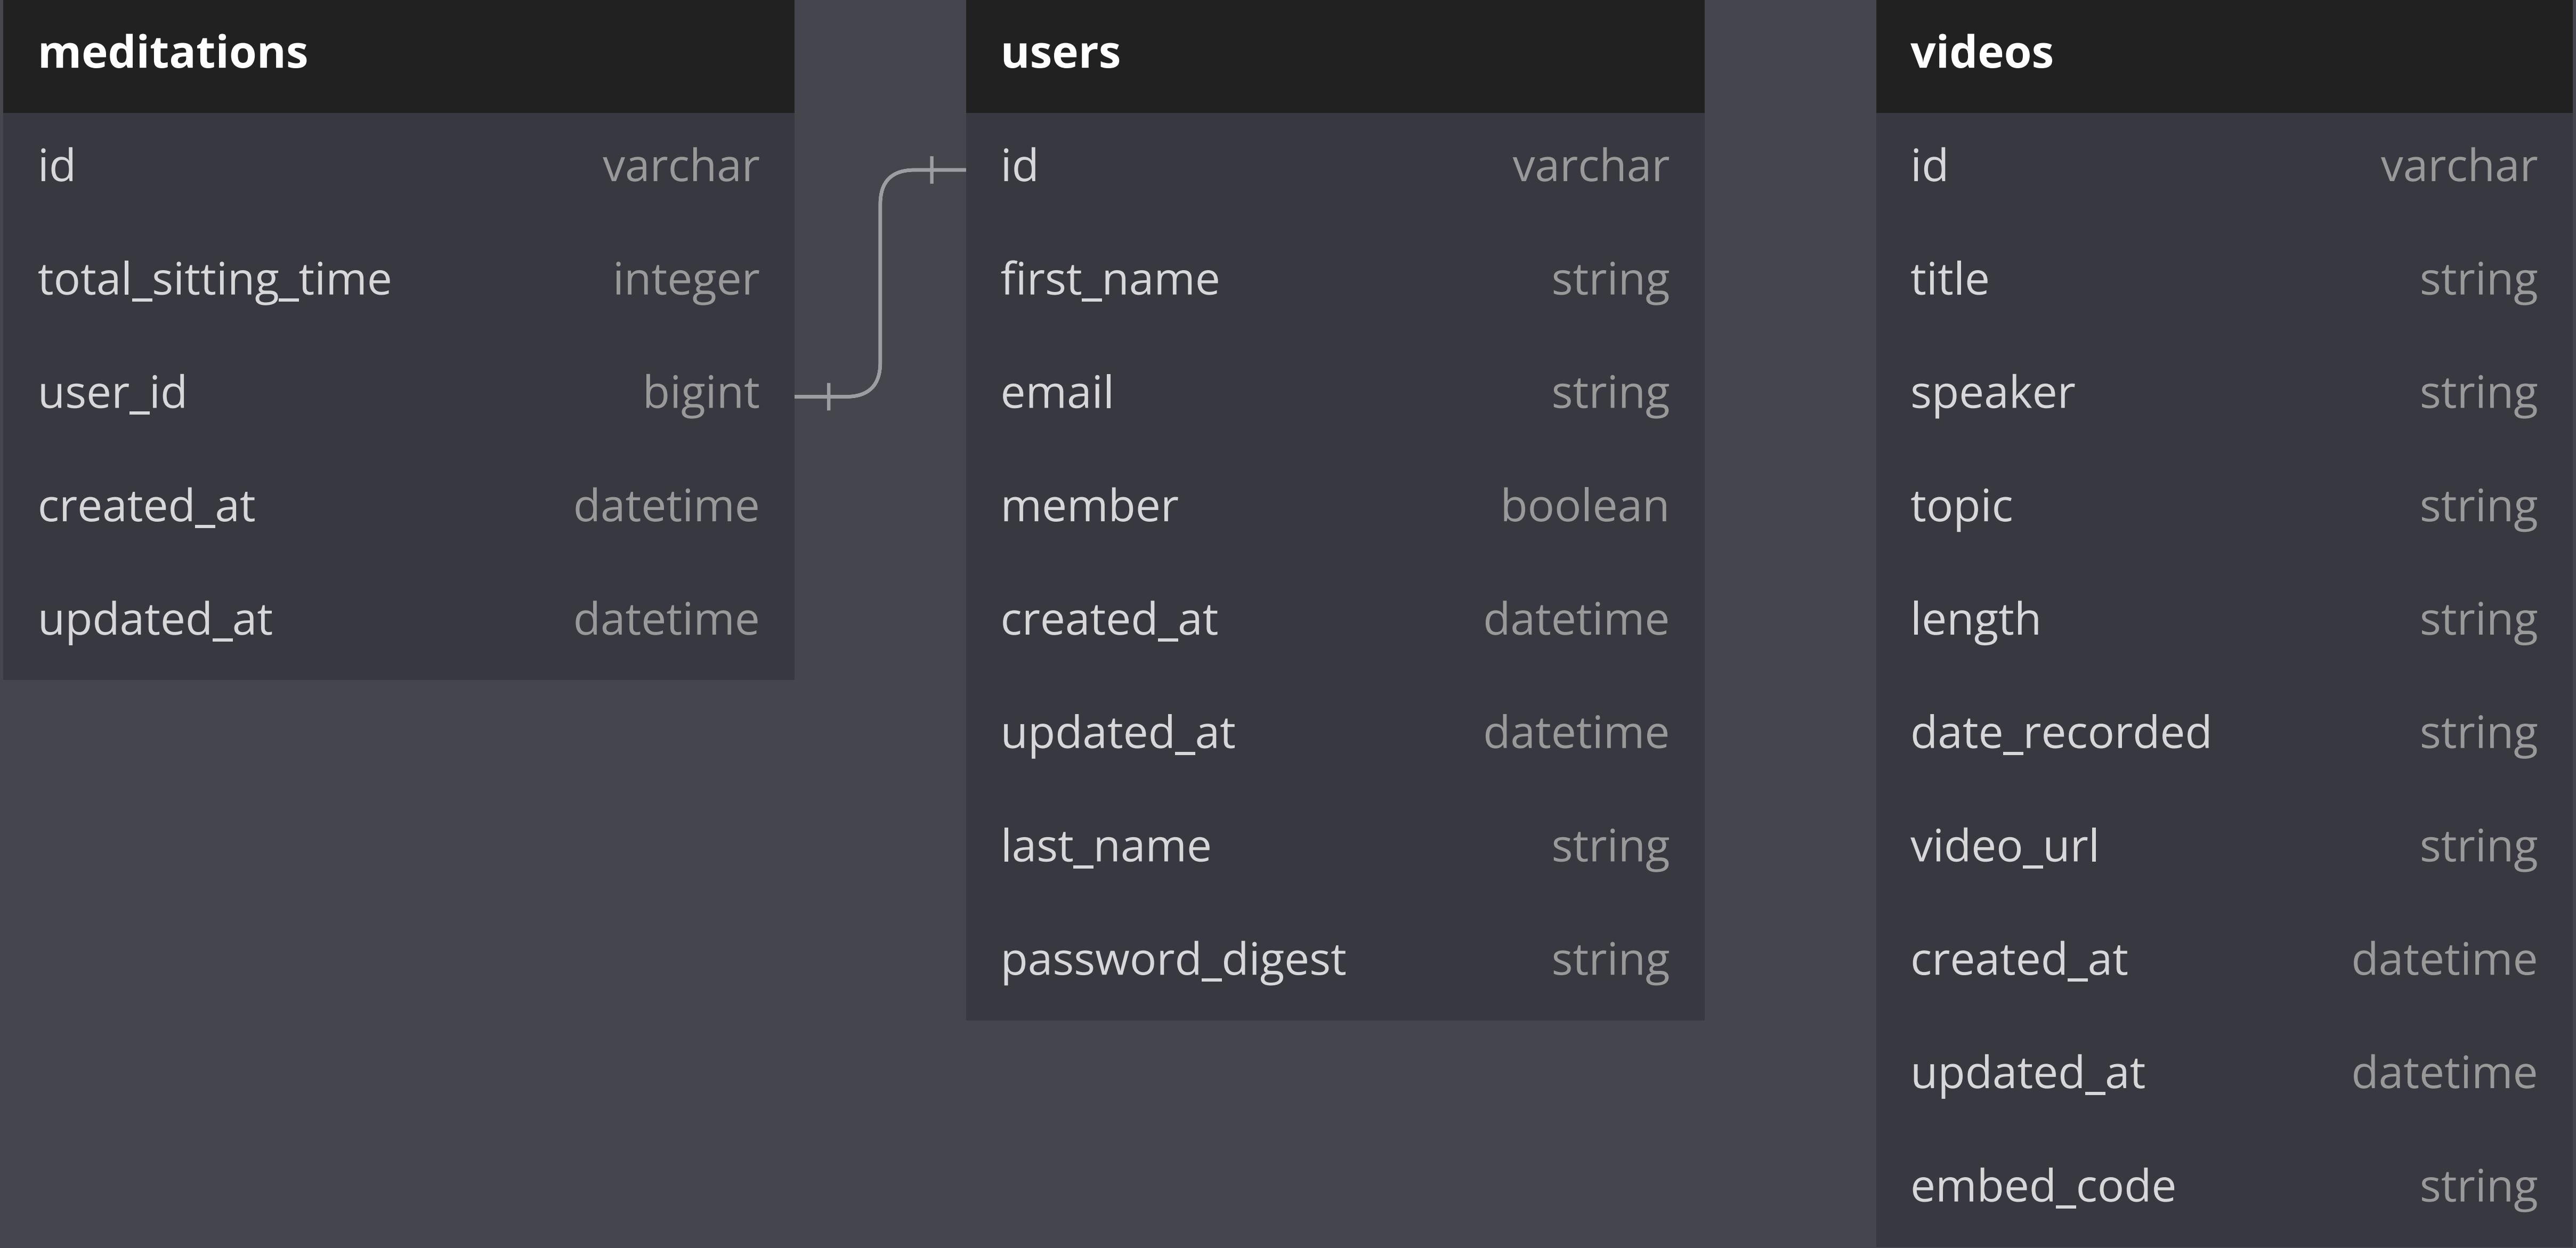 meditations
id varchar
total_sitting_time integer
user_id bigint
created_at datetime
updated_at datetime
users
id varchar
first_name string
email string
member boolean
created_at datetime
updated_at datetime
last_name string
password_digest string
videos
id varchar
title string
speaker string
topic string
length string
date_recorded string
video_url string
created_at datetime
updated_at datetime
embed_code string